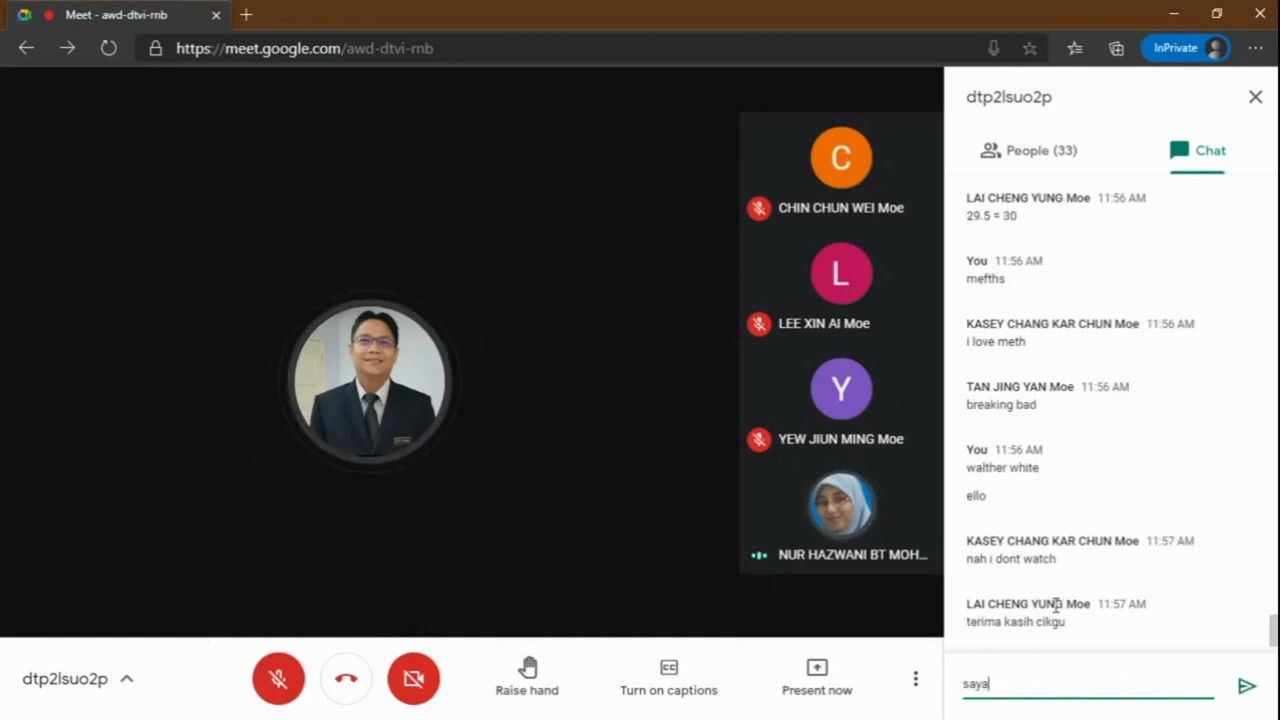 Meet - awd-dtvi-rnb
https://meet.google.com/awd-dtvi-rnb
InPrivate
dtp2lsuo2p
People (33)
Chat
C
CHIN CHUN WEI Moe
L
LEE XIN AI Moe
Y
YEW JIUN MING Moe
NUR HAZWANI BT MOH...
LAI CHENG YUNG Moe 11:56 AM
29.5 = 30
You 11:56 AM
mefths
KASEY CHANG KAR CHUN Moe 11:56 AM
i love meth
TAN JING YAN Moe 11:56 AM
breaking bad
You 11:56 AM
walther white
ello
KASEY CHANG KAR CHUN Moe 11:57 AM
nah i dont watch
LAI CHENG YUNG Moe 11:57 AM
terima kasih cikgu
saya
dtp2lsuo2p
Raise hand
CC
Turn on captions
Present now